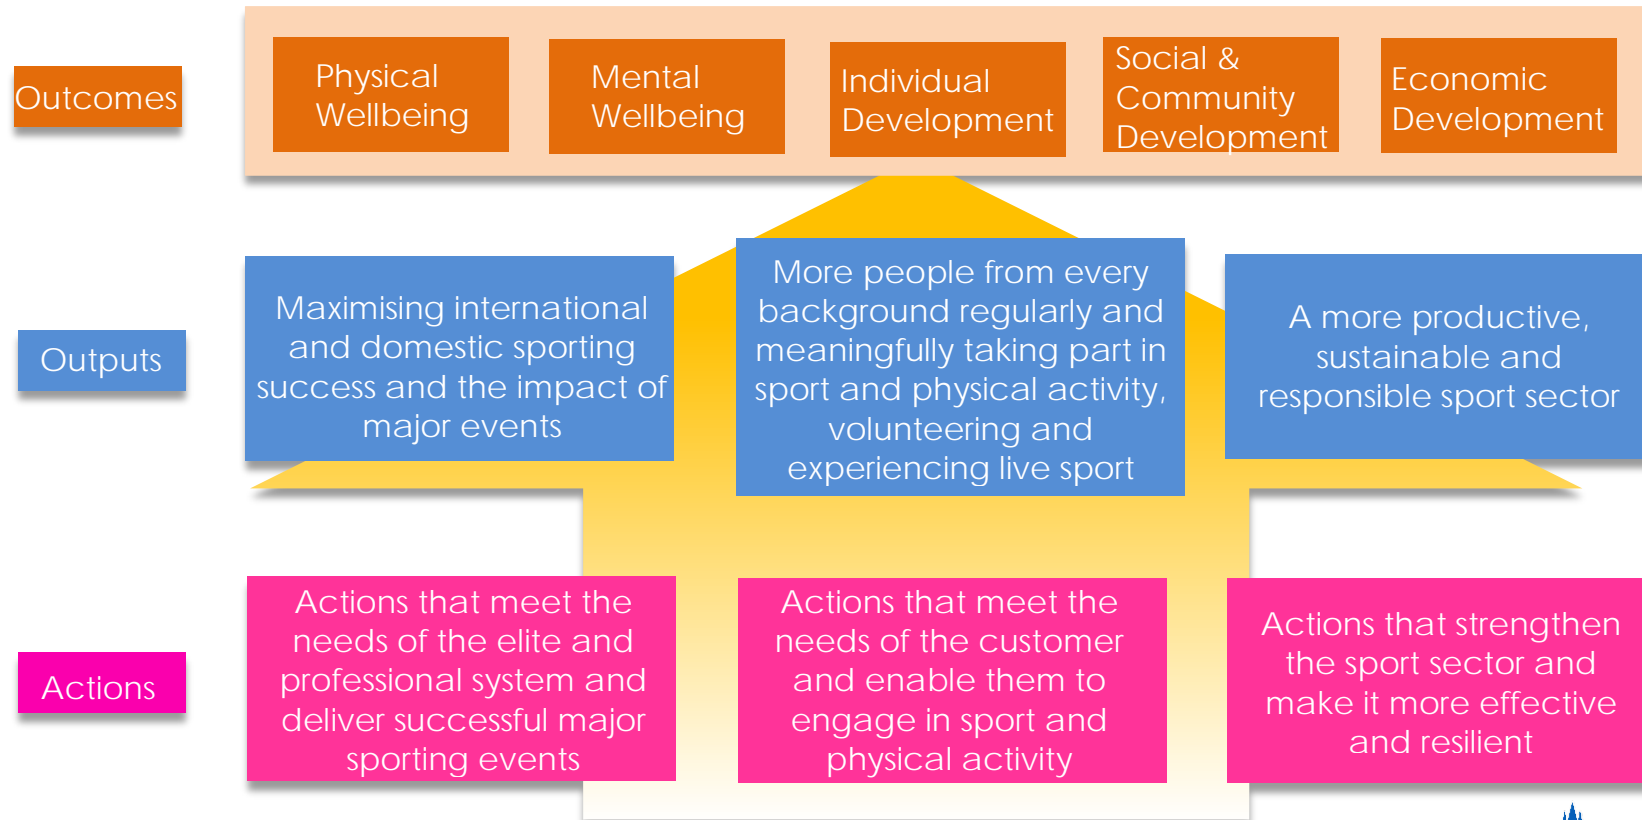 Outcomes
Physical
Wellbeing
Mental
Wellbeing
Individual
Development
Social &
Community
Development
Economic
Development
Outputs
Maximising international
and domestic sporting
success and the impact of
major events
More people from every
background regularly and
meaningfully taking part in
sport and physical activity,
volunteering and
experiencing live sport
A more productive,
sustainable and
responsible sport sector
Actions
Actions that meet the
needs of the elite and
professional system and
deliver successful major
sporting events
Actions that meet the
needs of the customer
and enable them to
engage in sport and
physical activity
Actions that strengthen
the sport sector and
make it more effective
and resilient